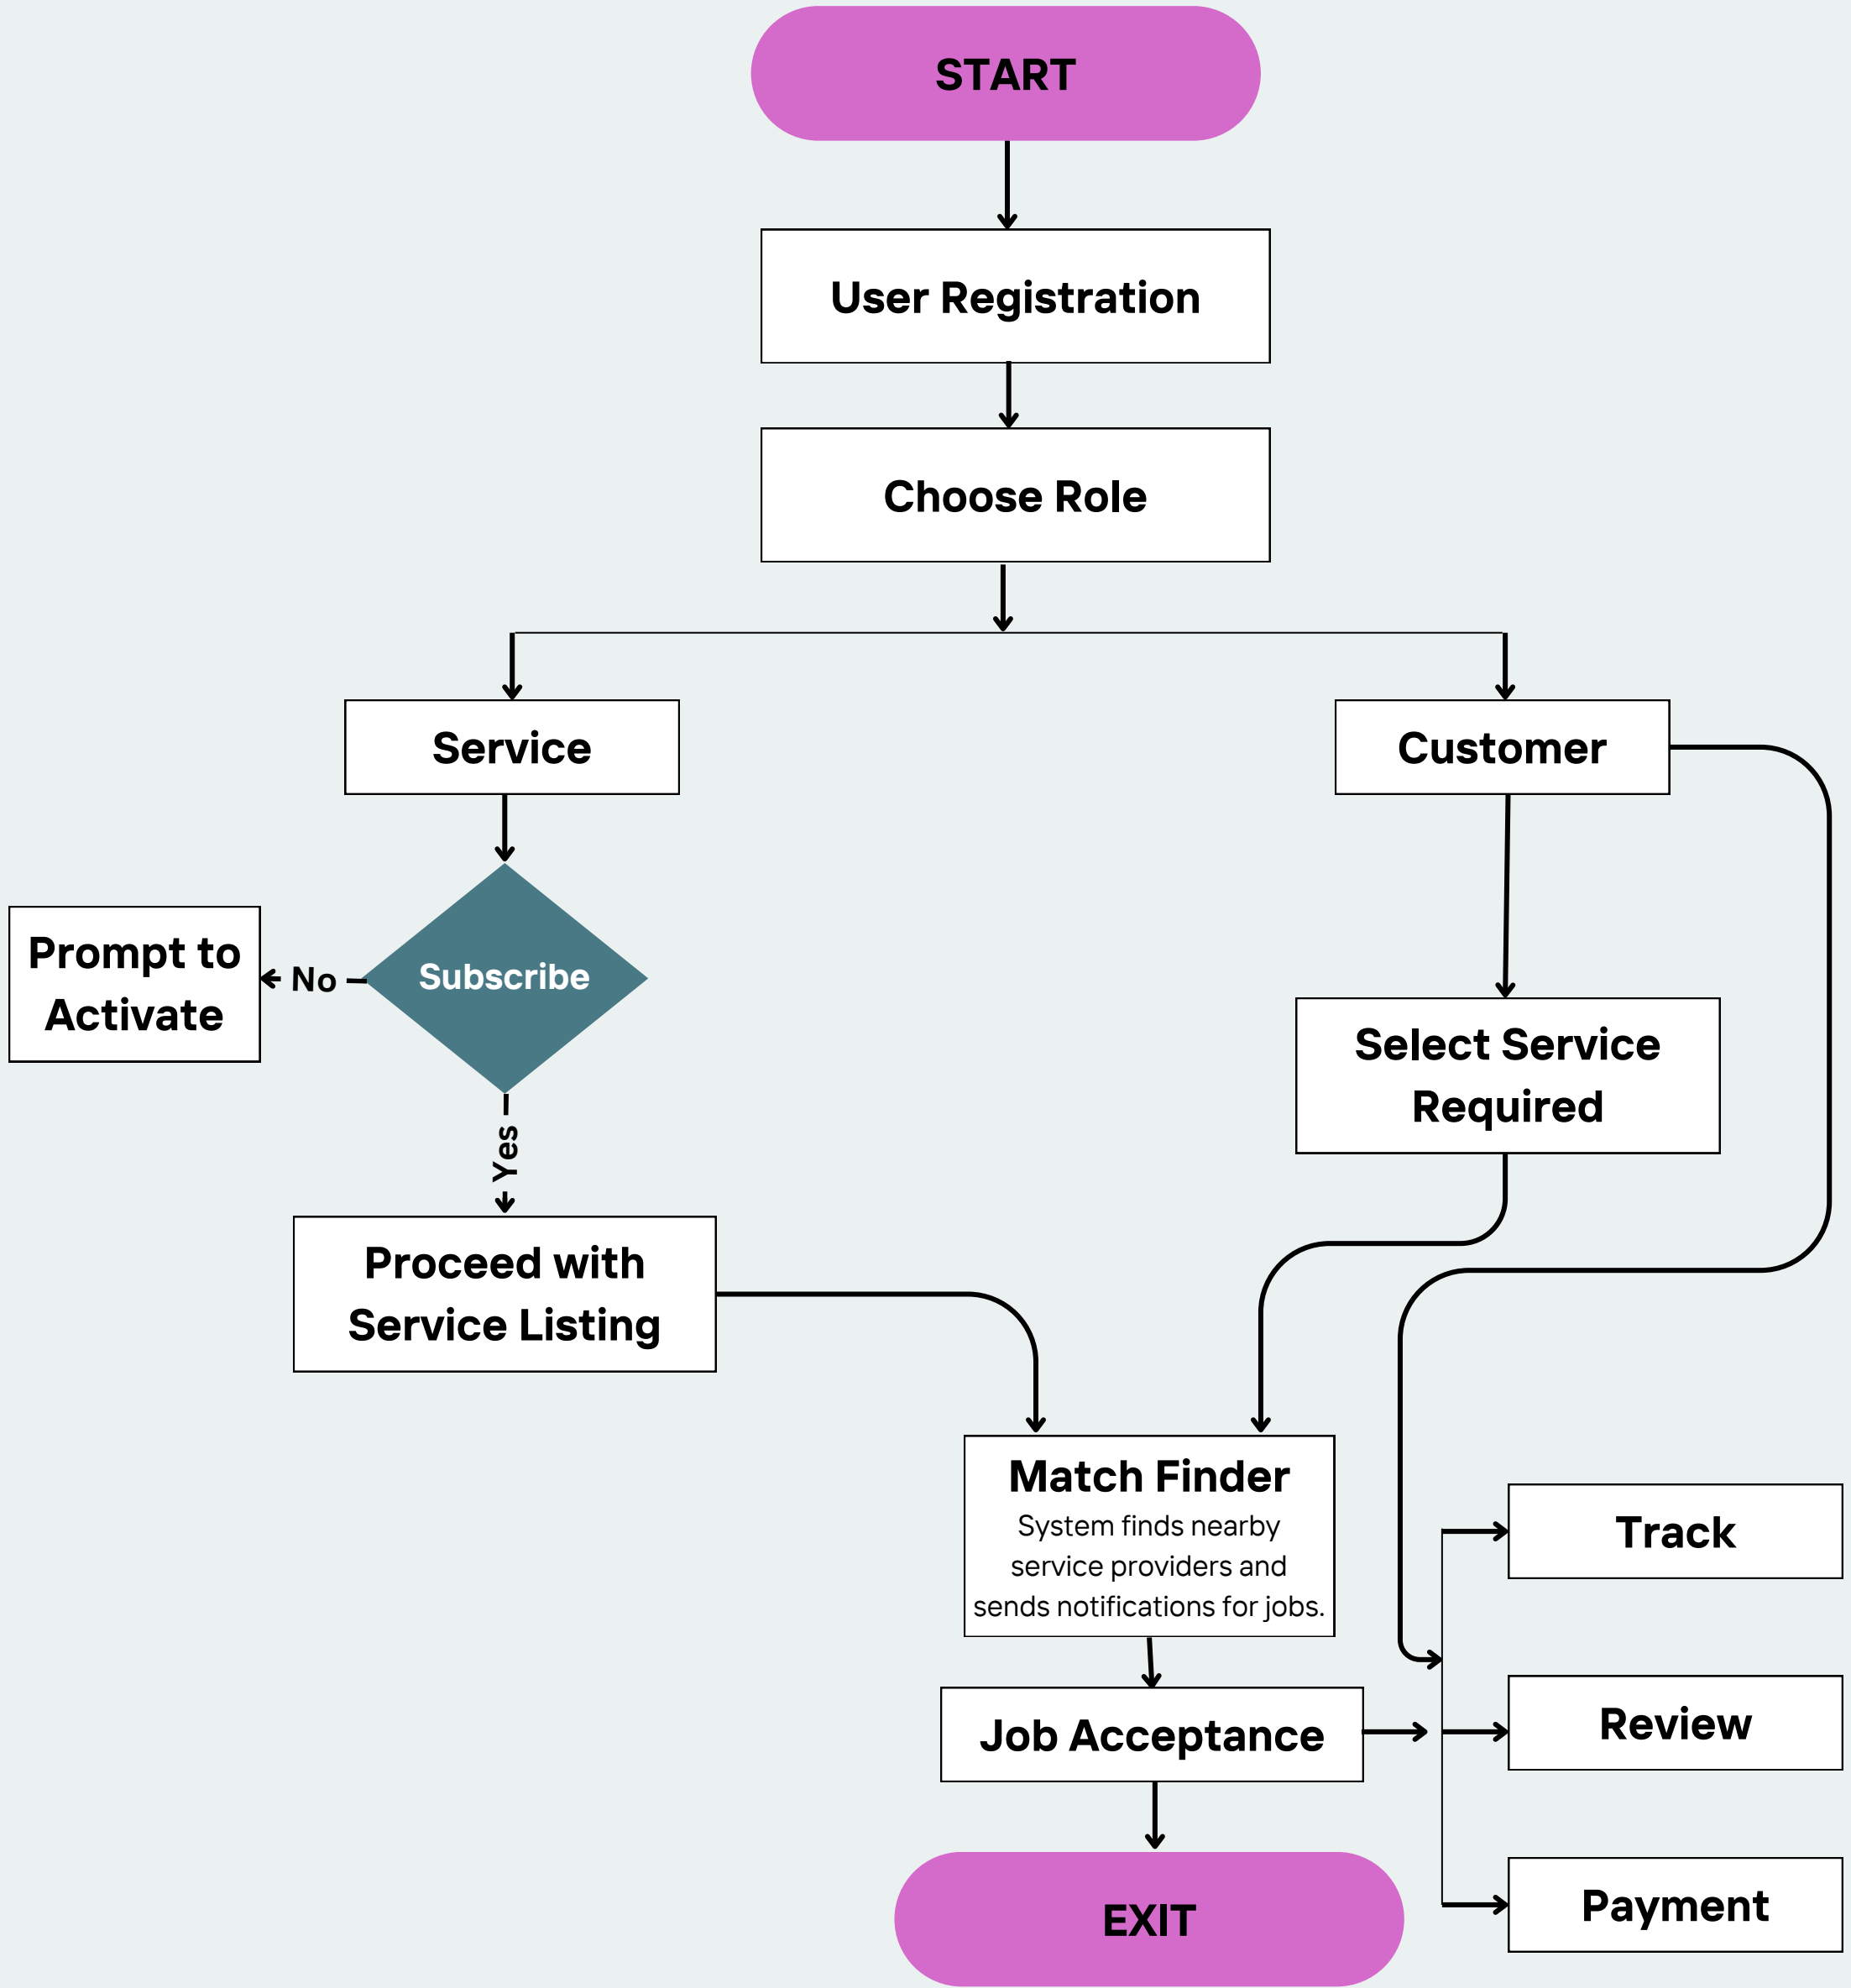 START
User Registration
Choose Role
Service
Customer
Prompt to
Activate
No
Subscribe
Select Service
Required
Yes
Proceed with
Service Listing
Match Finder
System finds nearby
service providers and
sends notifications for jobs.
Track
Job Acceptance
Review
Payment
EXIT